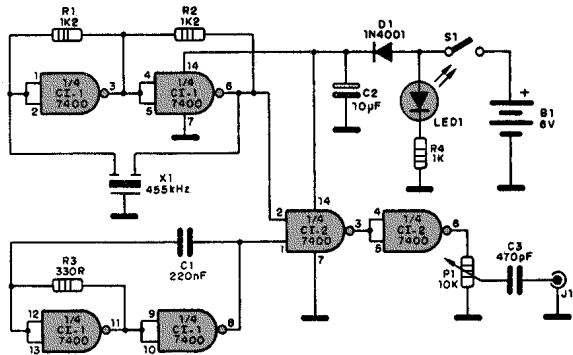 R1
1K2
R2
1K2
D1
1N4001
S1
1
2
1/4
CI.1
7400
3
4
5
14
1/4
CI.1
7400
6
7
C2
10µF
LED1
+
B1
6V
R4
1K
X1
455kHz
14
2
1
1/4
CI.2
7400
3
7
4
5
1/4
CI.2
7400
6
C1
220nF
R3
330R
P1
10K
C3
470pF
J1
12
13
1/4
CI.1
7400
11
9
10
1/4
CI.1
7400
8